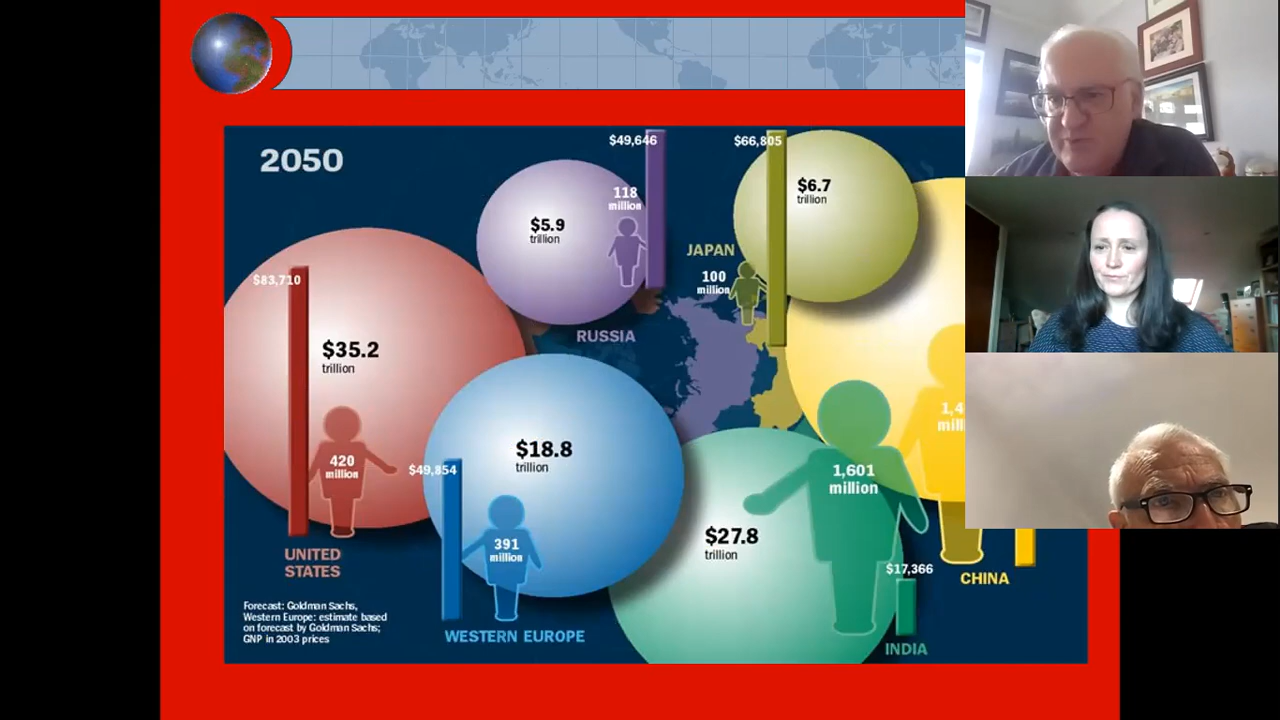 2050
$49,646
$66,805
118
million
$6.7
trillion
$5.9
trillion
JAPAN
100
million
$83,710
RUSSIA
$35.2
trillion
$18.8
trillion
$49,854
420
million
1,601
million
391
million
$27.8
trillion
UNITED
STATES
$17,366
CHINA
Forecast: Goldman Sachs,
Western Europe: estimate based
on forecast by Goldman Sachs;
GNP in 2003 prices
WESTERN EUROPE
INDIA